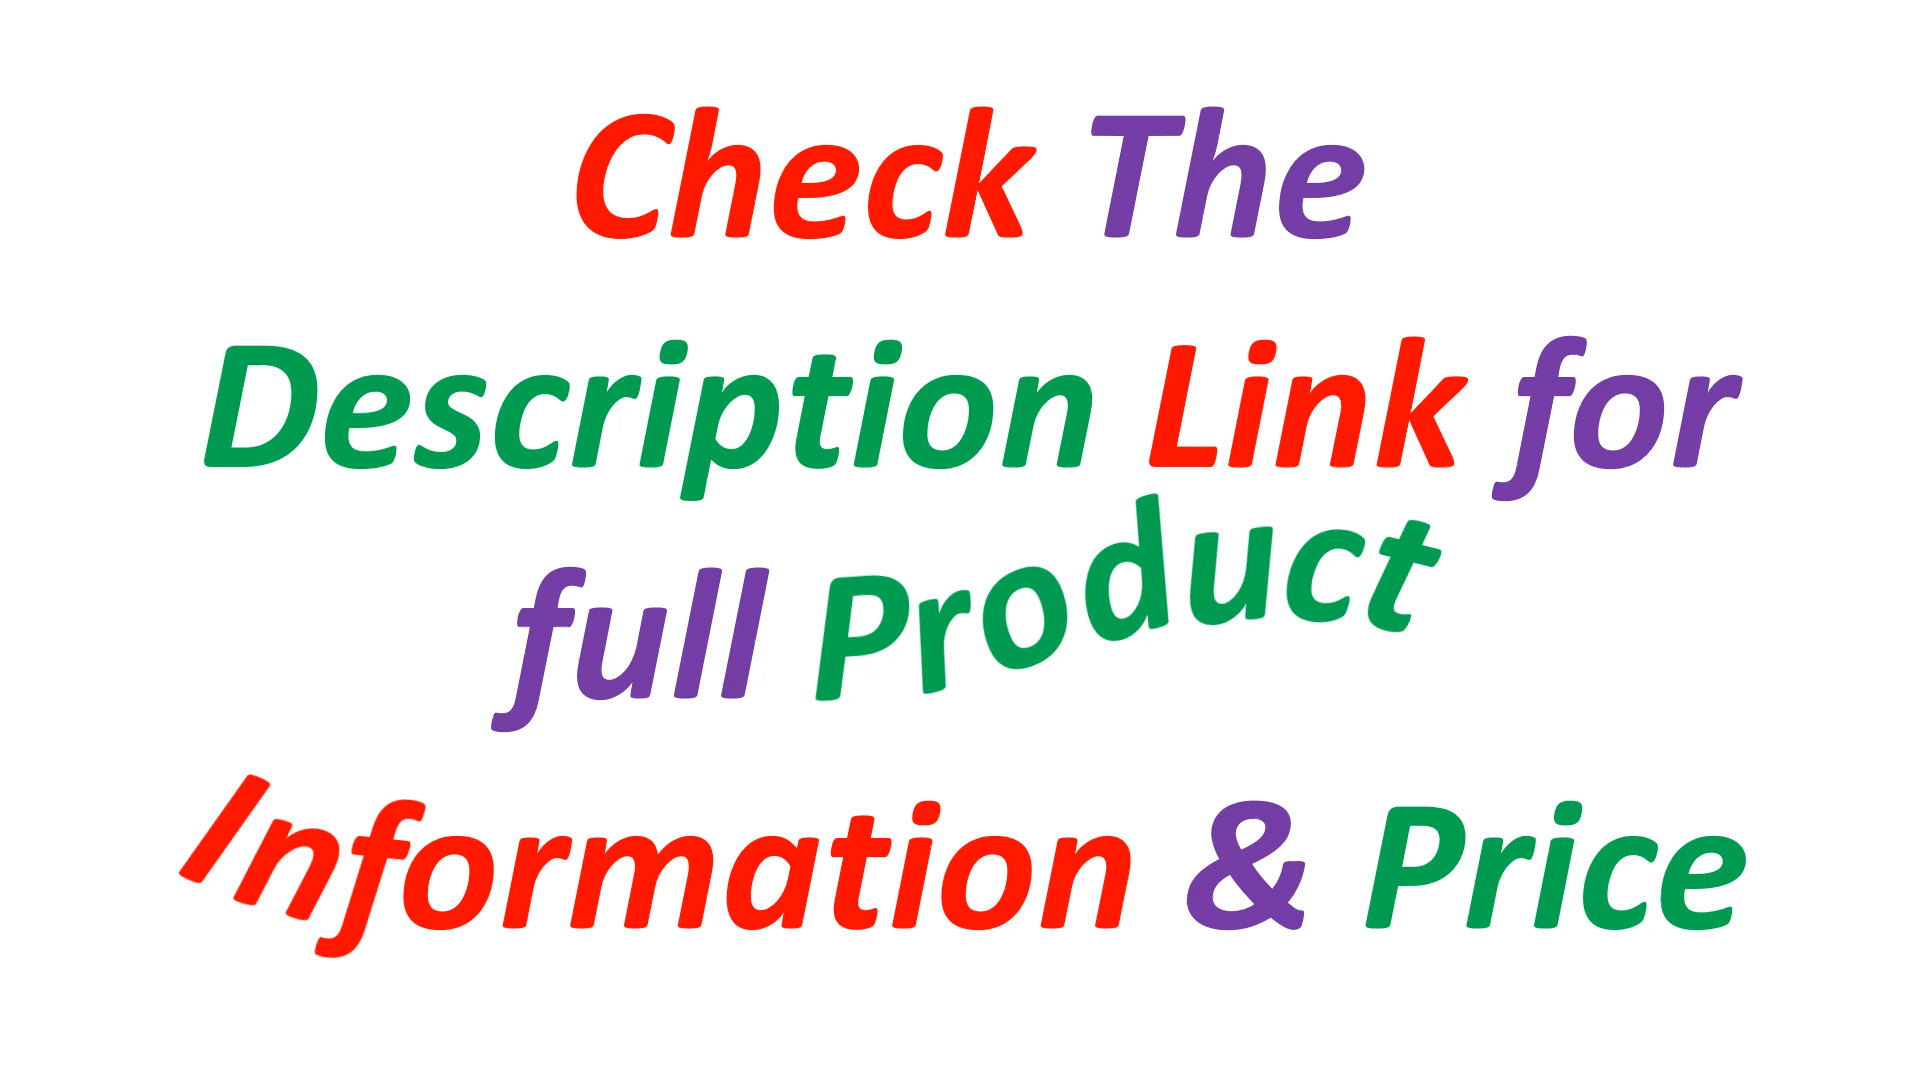 Check The
Description Link for
full Product
Information & Price